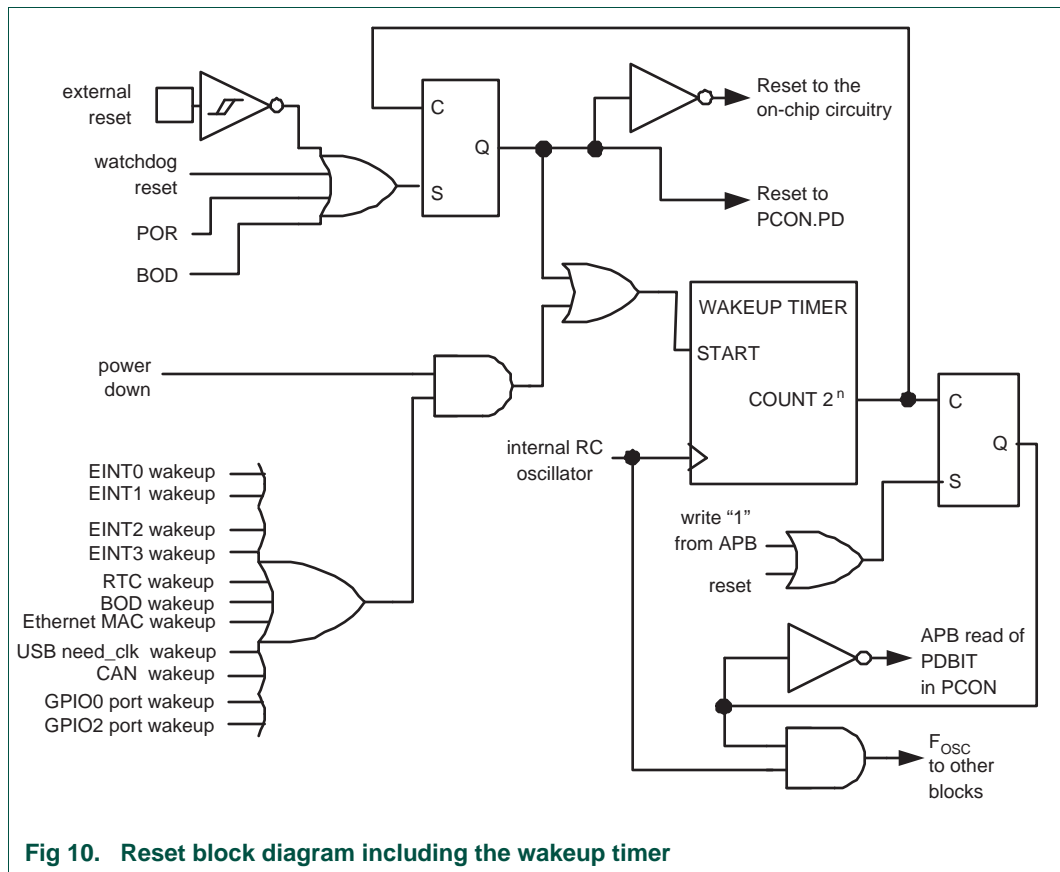 external
reset
watchdog
reset
POR
BOD
C
Q
S
Reset to the
on-chip circuitry
Reset to
PCON.PD
power
down
WAKEUP TIMER
START
COUNT 2ⁿ
internal RC
oscillator
C
Q
S
EINT0 wakeup
EINT1 wakeup
EINT2 wakeup
EINT3 wakeup
RTC wakeup
BOD wakeup
Ethernet MAC wakeup
USB need_clk wakeup
CAN wakeup
GPIO0 port wakeup
GPIO2 port wakeup
write “1”
from APB
reset
APB read of
PDBIT
in PCON
FOSC
to other
blocks
Fig 10. Reset block diagram including the wakeup timer